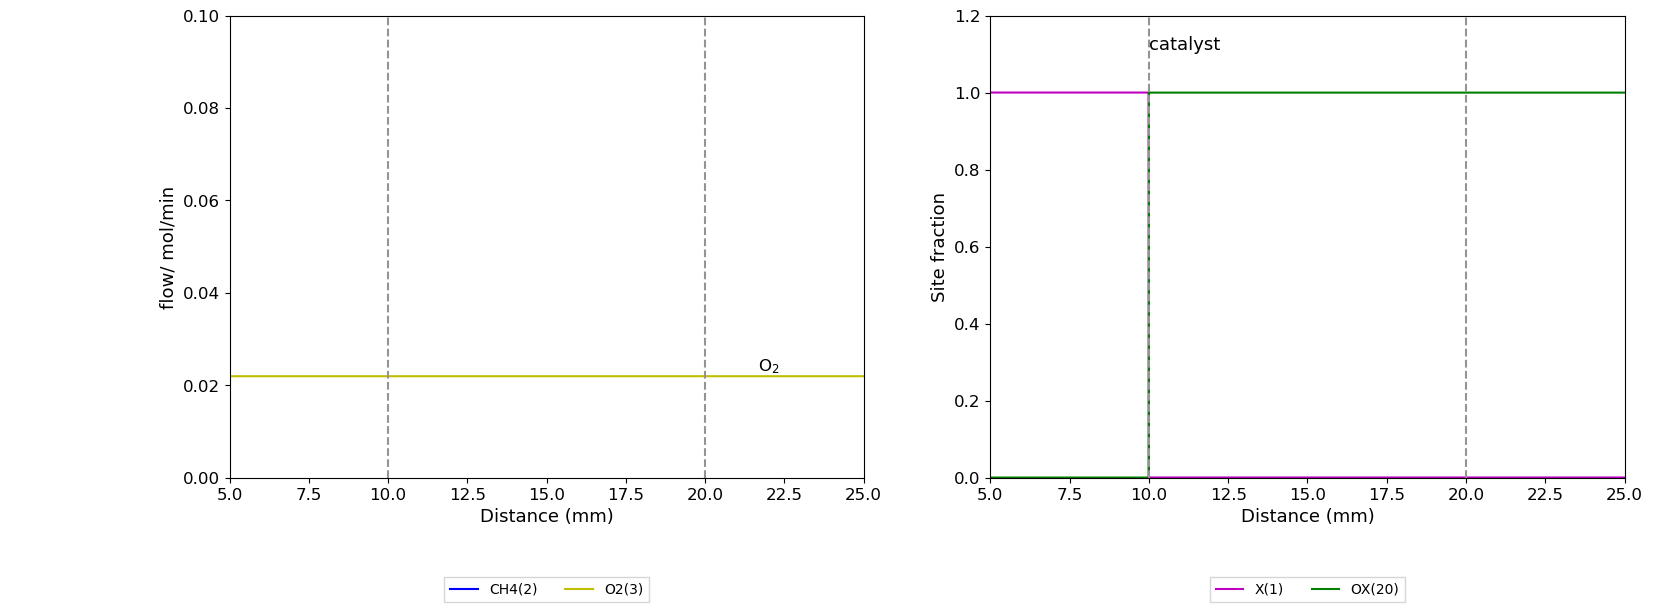 0.10
0.08
0.06
0.04
0.02
0.00
flow/ mol/min
O₂
5.0 7.5 10.0 12.5 15.0 17.5 20.0 22.5 25.0
Distance (mm)
CH4(2) O2(3)
1.2
1.0
0.8
0.6
0.4
0.2
0.0
Site fraction
catalyst
5.0 7.5 10.0 12.5 15.0 17.5 20.0 22.5 25.0
Distance (mm)
X(1) OX(20)